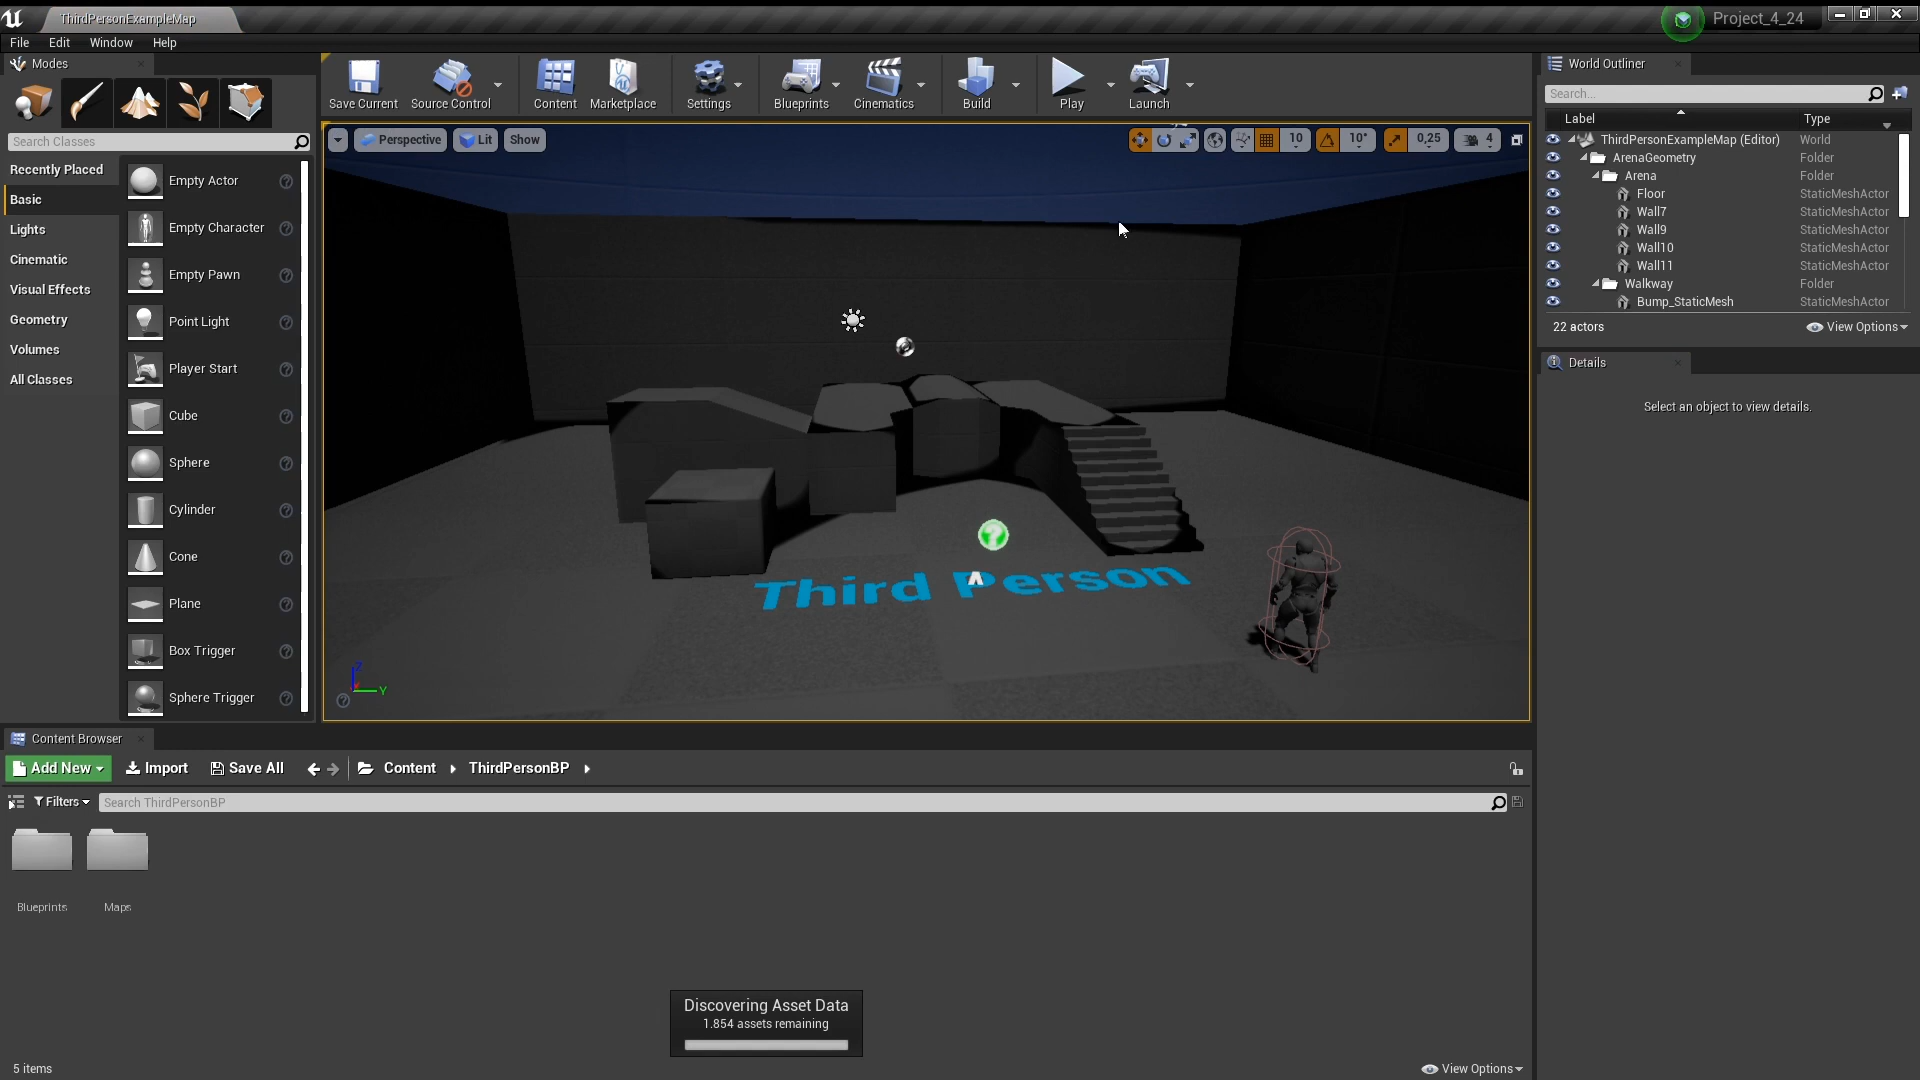 ThirdPersonExampleMap
Project_4_24
File Edit Window Help
Modes
Search Classes
Recently Placed
Basic
Lights
Cinematic
Visual Effects
Geometry
Volumes
All Classes
Empty Actor
Empty Character
Empty Pawn
Point Light
Player Start
Cube
Sphere
Cylinder
Cone
Plane
Box Trigger
Sphere Trigger
Save Current
Source Control
Content
Marketplace
Settings
Blueprints
Cinematics
Build
Play
Launch
Perspective
Lit
Show
10
10°
0,25
4
Third Person
Z
Y
World Outliner
Search...
Label Type
ThirdPersonExampleMap (Editor) World
ArenaGeometry Folder
Arena Folder
Floor StaticMeshActor
Wall7 StaticMeshActor
Wall9 StaticMeshActor
Wall10 StaticMeshActor
Wall11 StaticMeshActor
Walkway Folder
Bump_StaticMesh StaticMeshActor
22 actors
View Options
Details
Select an object to view details.
Content Browser
Add New
Import
Save All
Content
ThirdPersonBP
Filters
Search ThirdPersonBP
Blueprints
Maps
Discovering Asset Data
1.854 assets remaining
5 items
View Options